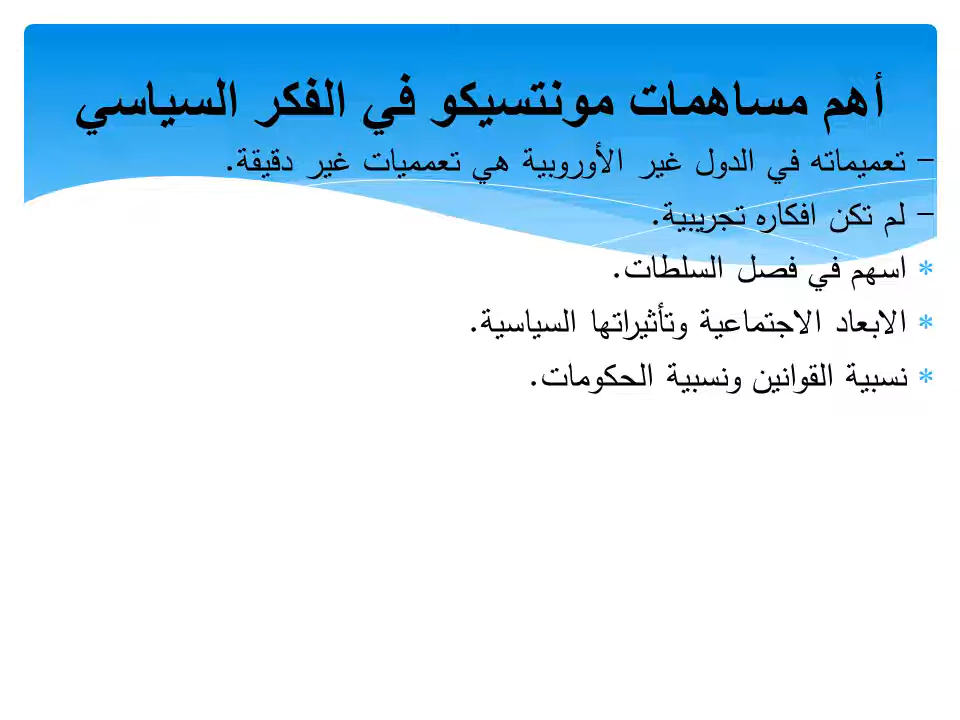 أهم مساهمات مونتسيكو في الفكر السياسي
– تعميماته في الدول غير الأوروبية هي تعمميات غير دقيقة.
– لم تكن افكاره تجريبية.
* اسهم في فصل السلطات.
* الابعاد الاجتماعية وتأثيراتها السياسية.
* نسبية القوانين ونسبية الحكومات.